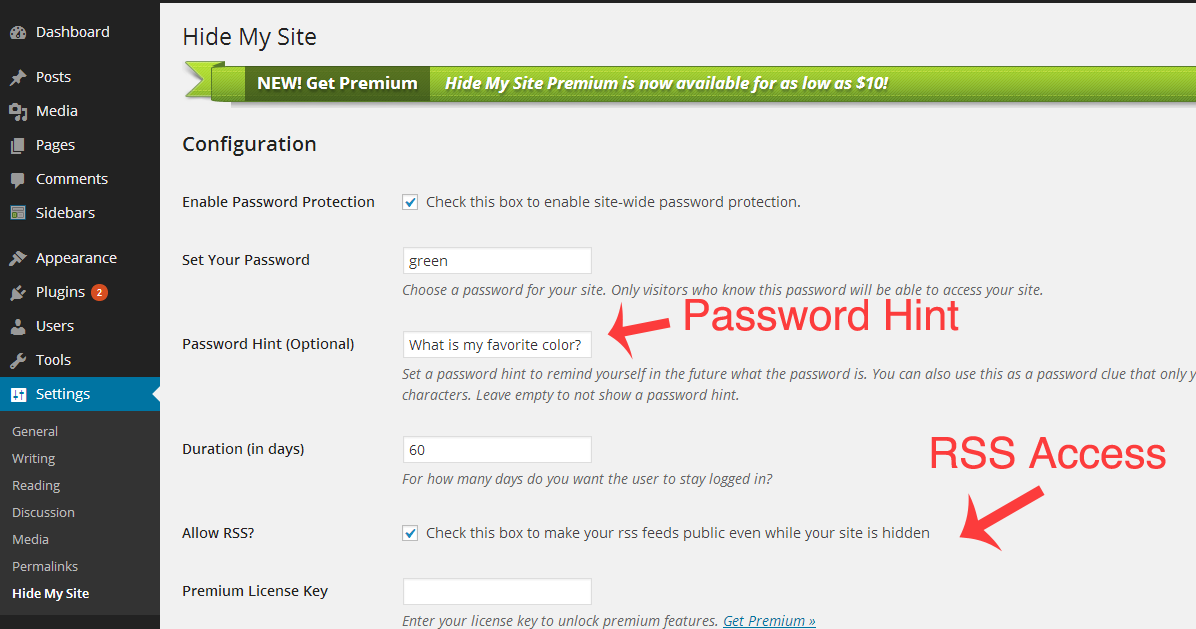 Dashboard
Posts
Media
Pages
Comments
Sidebars
Appearance
Plugins 2
Users
Tools
Settings
General
Writing
Reading
Discussion
Media
Permalinks
Hide My Site
Hide My Site
NEW! Get Premium Hide My Site Premium is now available for as low as $10!
Configuration
Enable Password Protection Check this box to enable site-wide password protection.
Set Your Password green
Choose a password for your site. Only visitors who know this password will be able to access your site.
Password Hint
Password Hint (Optional) What is my favorite color?
Set a password hint to remind yourself in the future what the password is. You can also use this as a password clue that only
characters. Leave empty to not show a password hint.
Duration (in days) 60
RSS Access
For how many days do you want the user to stay logged in?
Allow RSS? Check this box to make your rss feeds public even while your site is hidden
Premium License Key
Enter your license key to unlock premium features. Get Premium »